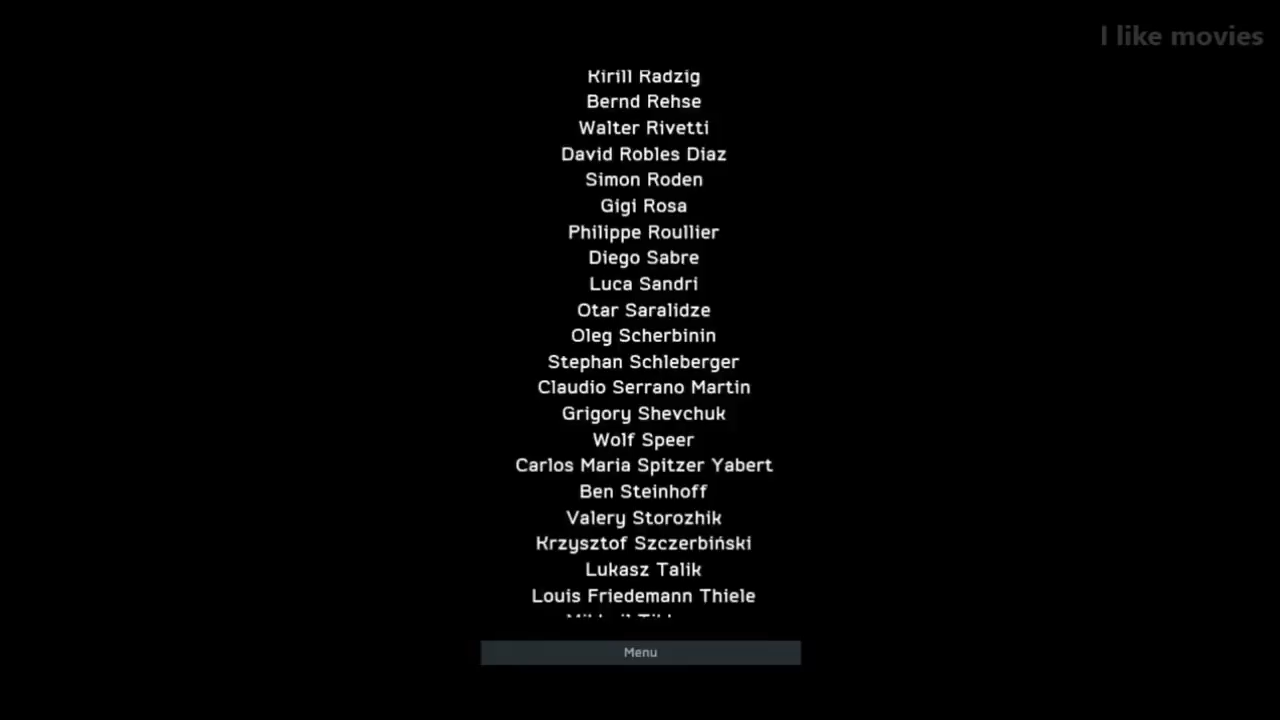 I like movies
Kirill Radzig
Bernd Rehse
Walter Rivetti
David Robles Diaz
Simon Roden
Gigi Rosa
Philippe Roullier
Diego Sabre
Luca Sandri
Otar Saralidze
Oleg Scherbinin
Stephan Schleberger
Claudio Serrano Martin
Grigory Shevchuk
Wolf Speer
Carlos Maria Spitzer Yabert
Ben Steinhoff
Valery Storozhik
Krzysztof Szczerbiński
Lukasz Talik
Louis Friedemann Thiele
Menu